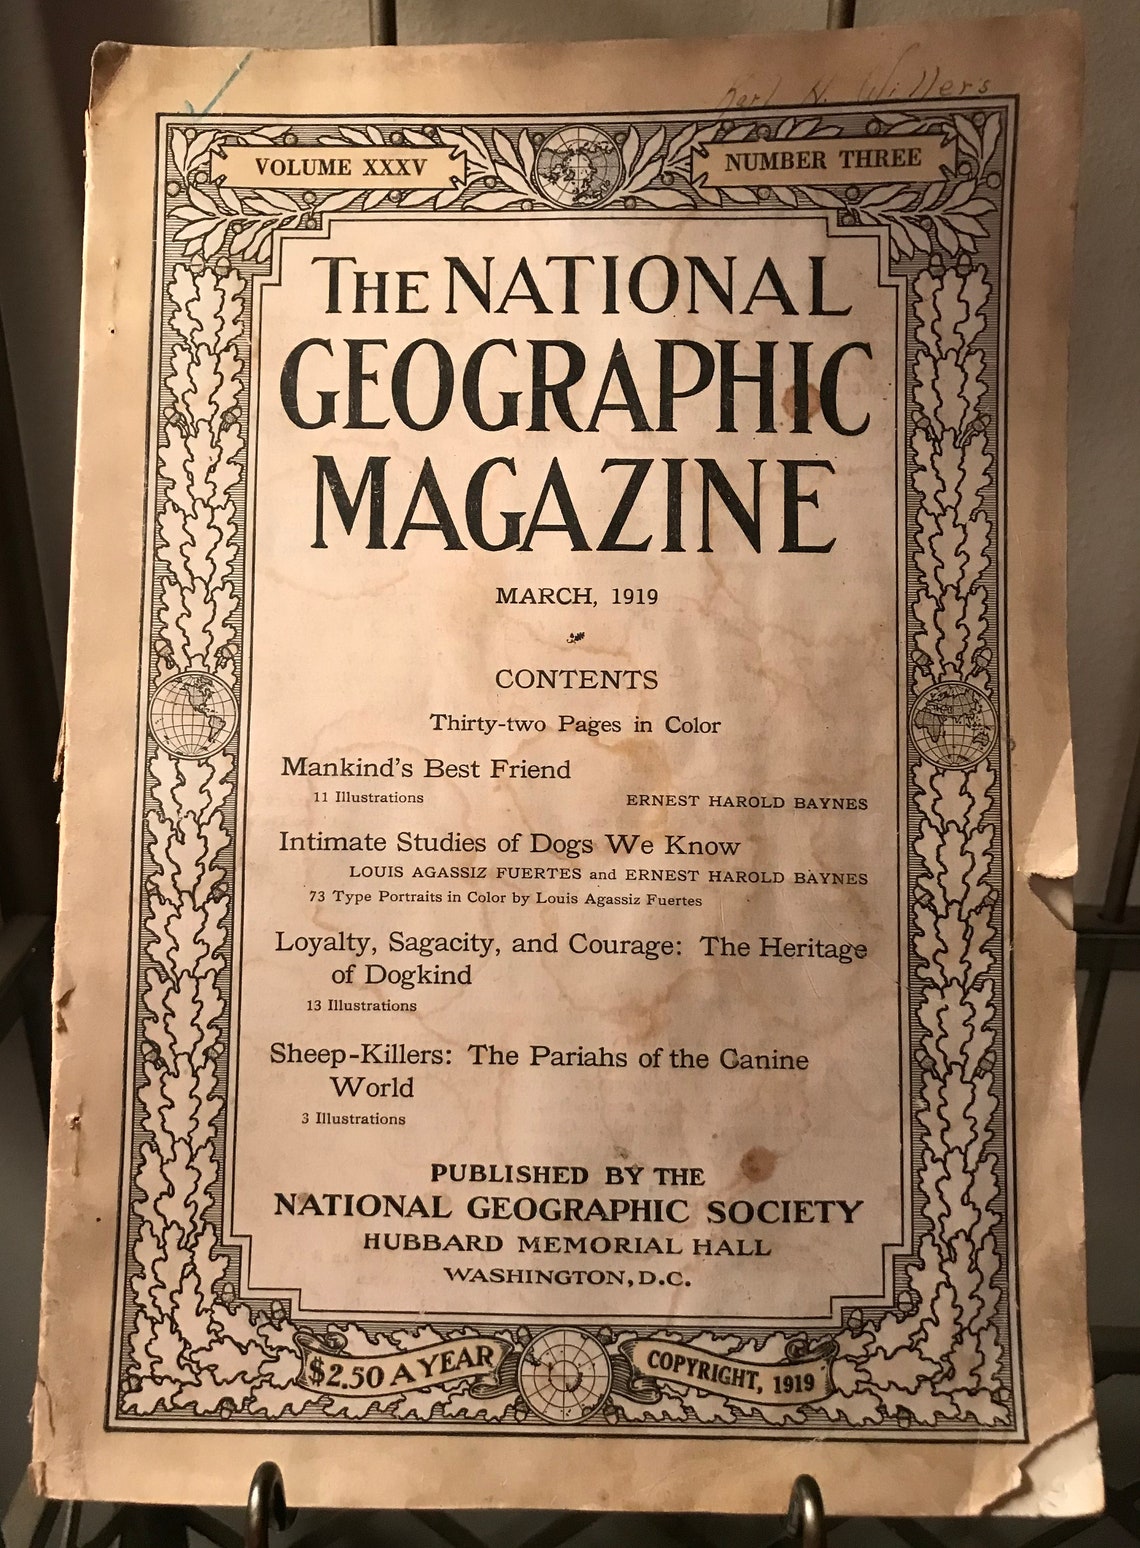 Karl N. Willers
VOLUME XXXV
NUMBER THREE
THE NATIONAL
GEOGRAPHIC
MAGAZINE
MARCH, 1919
CONTENTS
Thirty-two Pages in Color
Mankind's Best Friend
11 Illustrations ERNEST HAROLD BAYNES
Intimate Studies of Dogs We Know
LOUIS AGASSIZ FUERTES and ERNEST HAROLD BAYNES
73 Type Portraits in Color by Louis Agassiz Fuertes
Loyalty, Sagacity, and Courage: The Heritage
of Dogkind
13 Illustrations
Sheep-Killers: The Pariahs of the Canine
World
3 Illustrations
PUBLISHED BY THE
NATIONAL GEOGRAPHIC SOCIETY
HUBBARD MEMORIAL HALL
WASHINGTON, D.C.
$2.50 A YEAR
COPYRIGHT, 1919